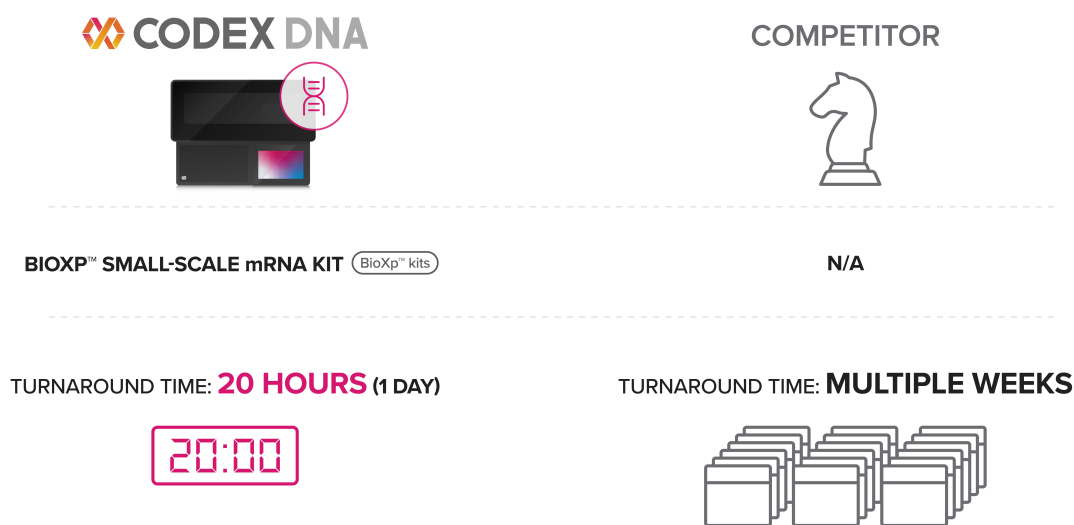 CODEX DNA
COMPETITOR
BIOXP™ SMALL-SCALE mRNA KIT BioXp™ kits
N/A
TURNAROUND TIME: 20 HOURS (1 DAY)
TURNAROUND TIME: MULTIPLE WEEKS
20:00